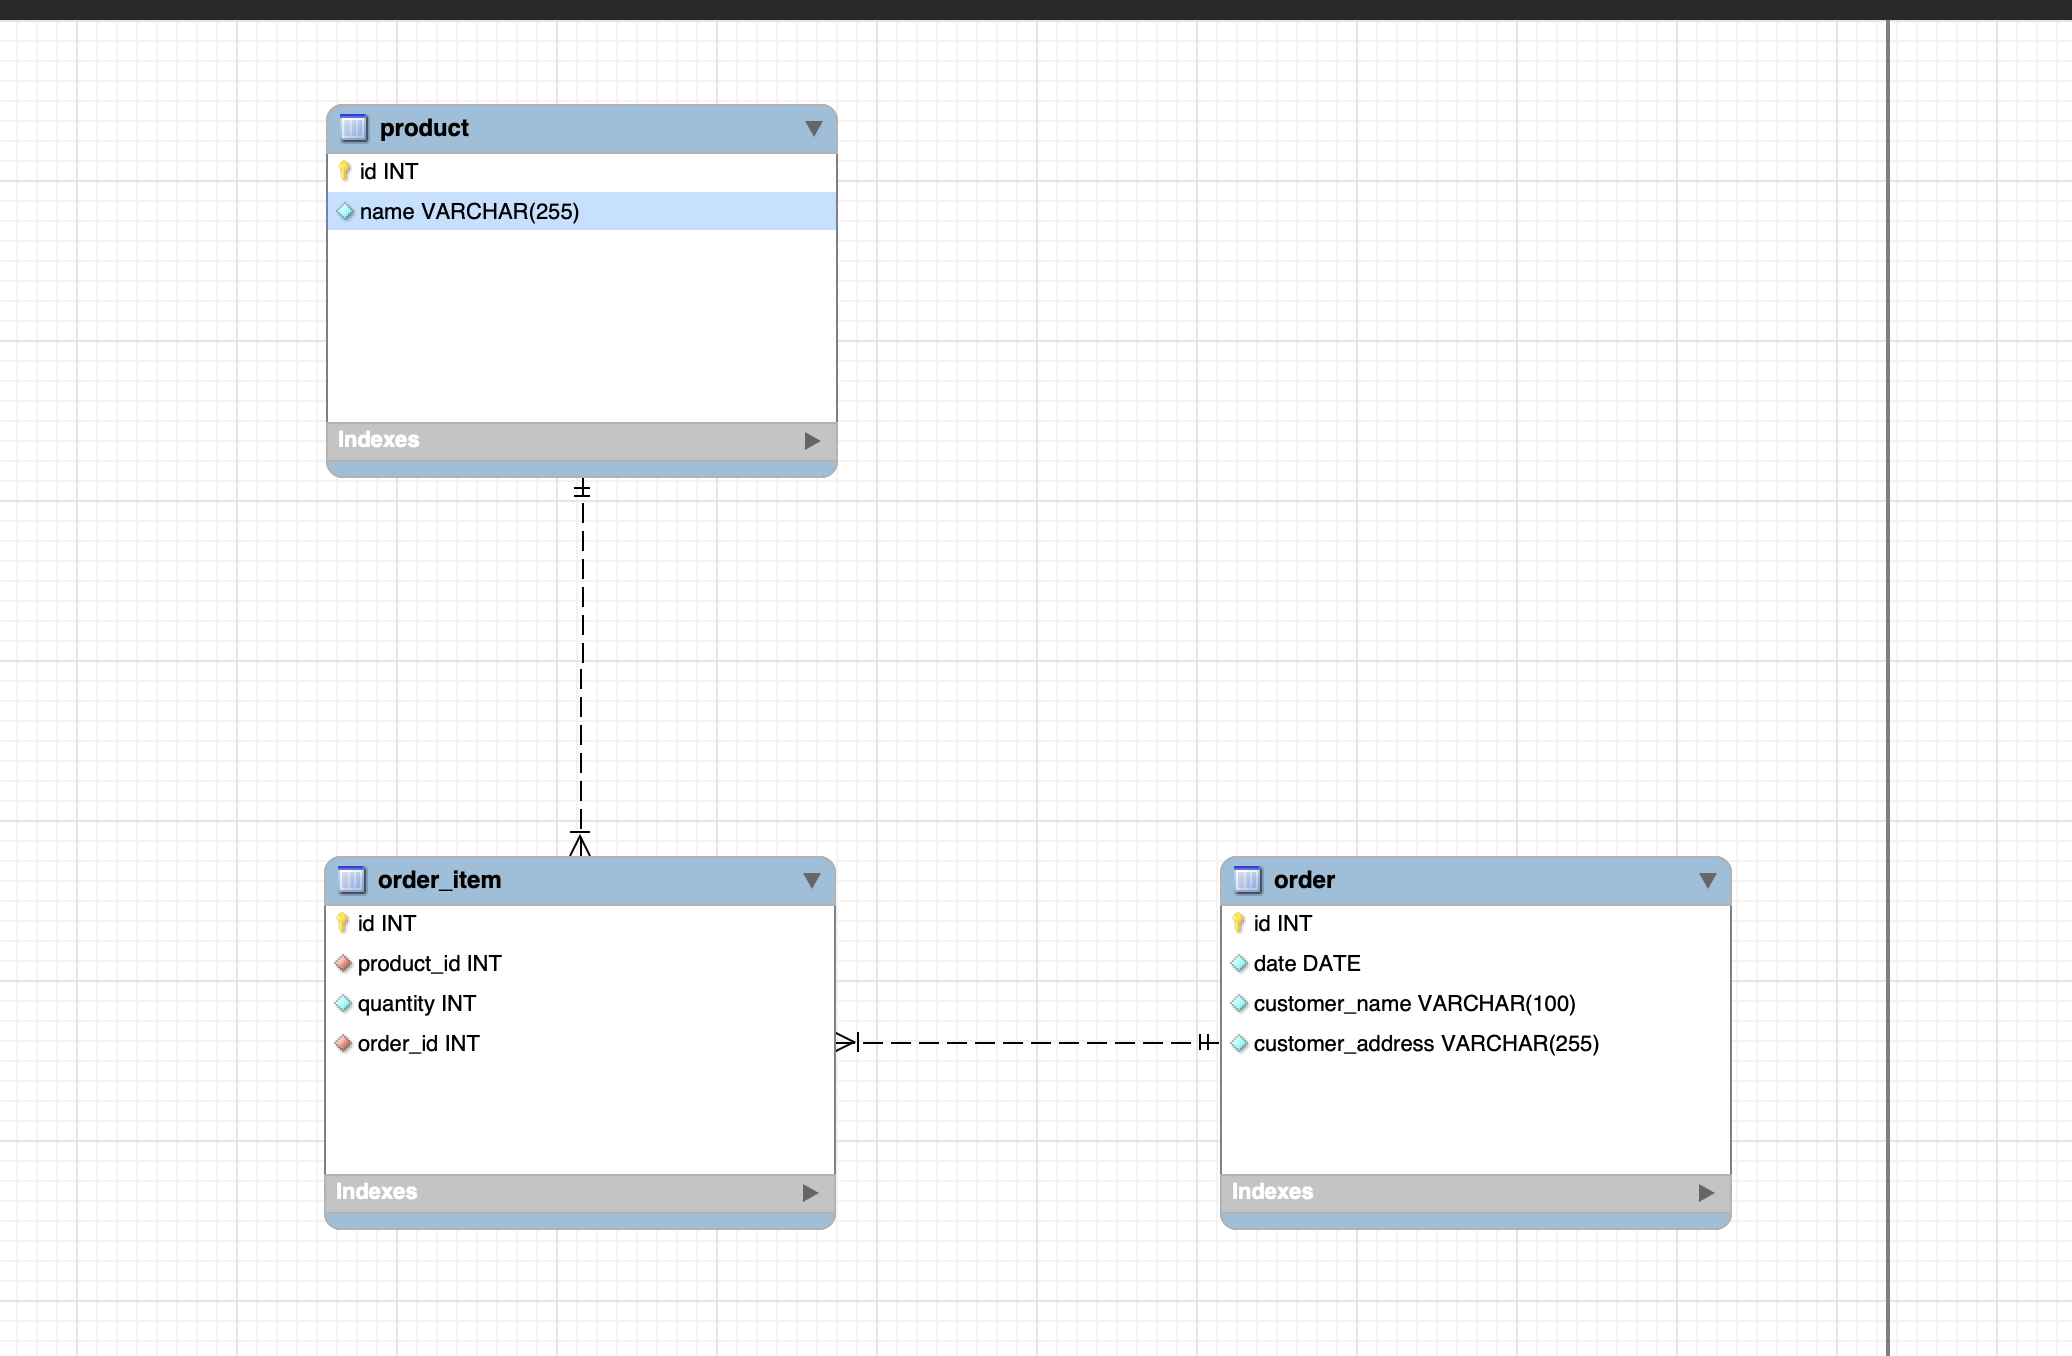 product
id INT
name VARCHAR(255)
Indexes
order_item
id INT
product_id INT
quantity INT
order_id INT
Indexes
order
id INT
date DATE
customer_name VARCHAR(100)
customer_address VARCHAR(255)
Indexes